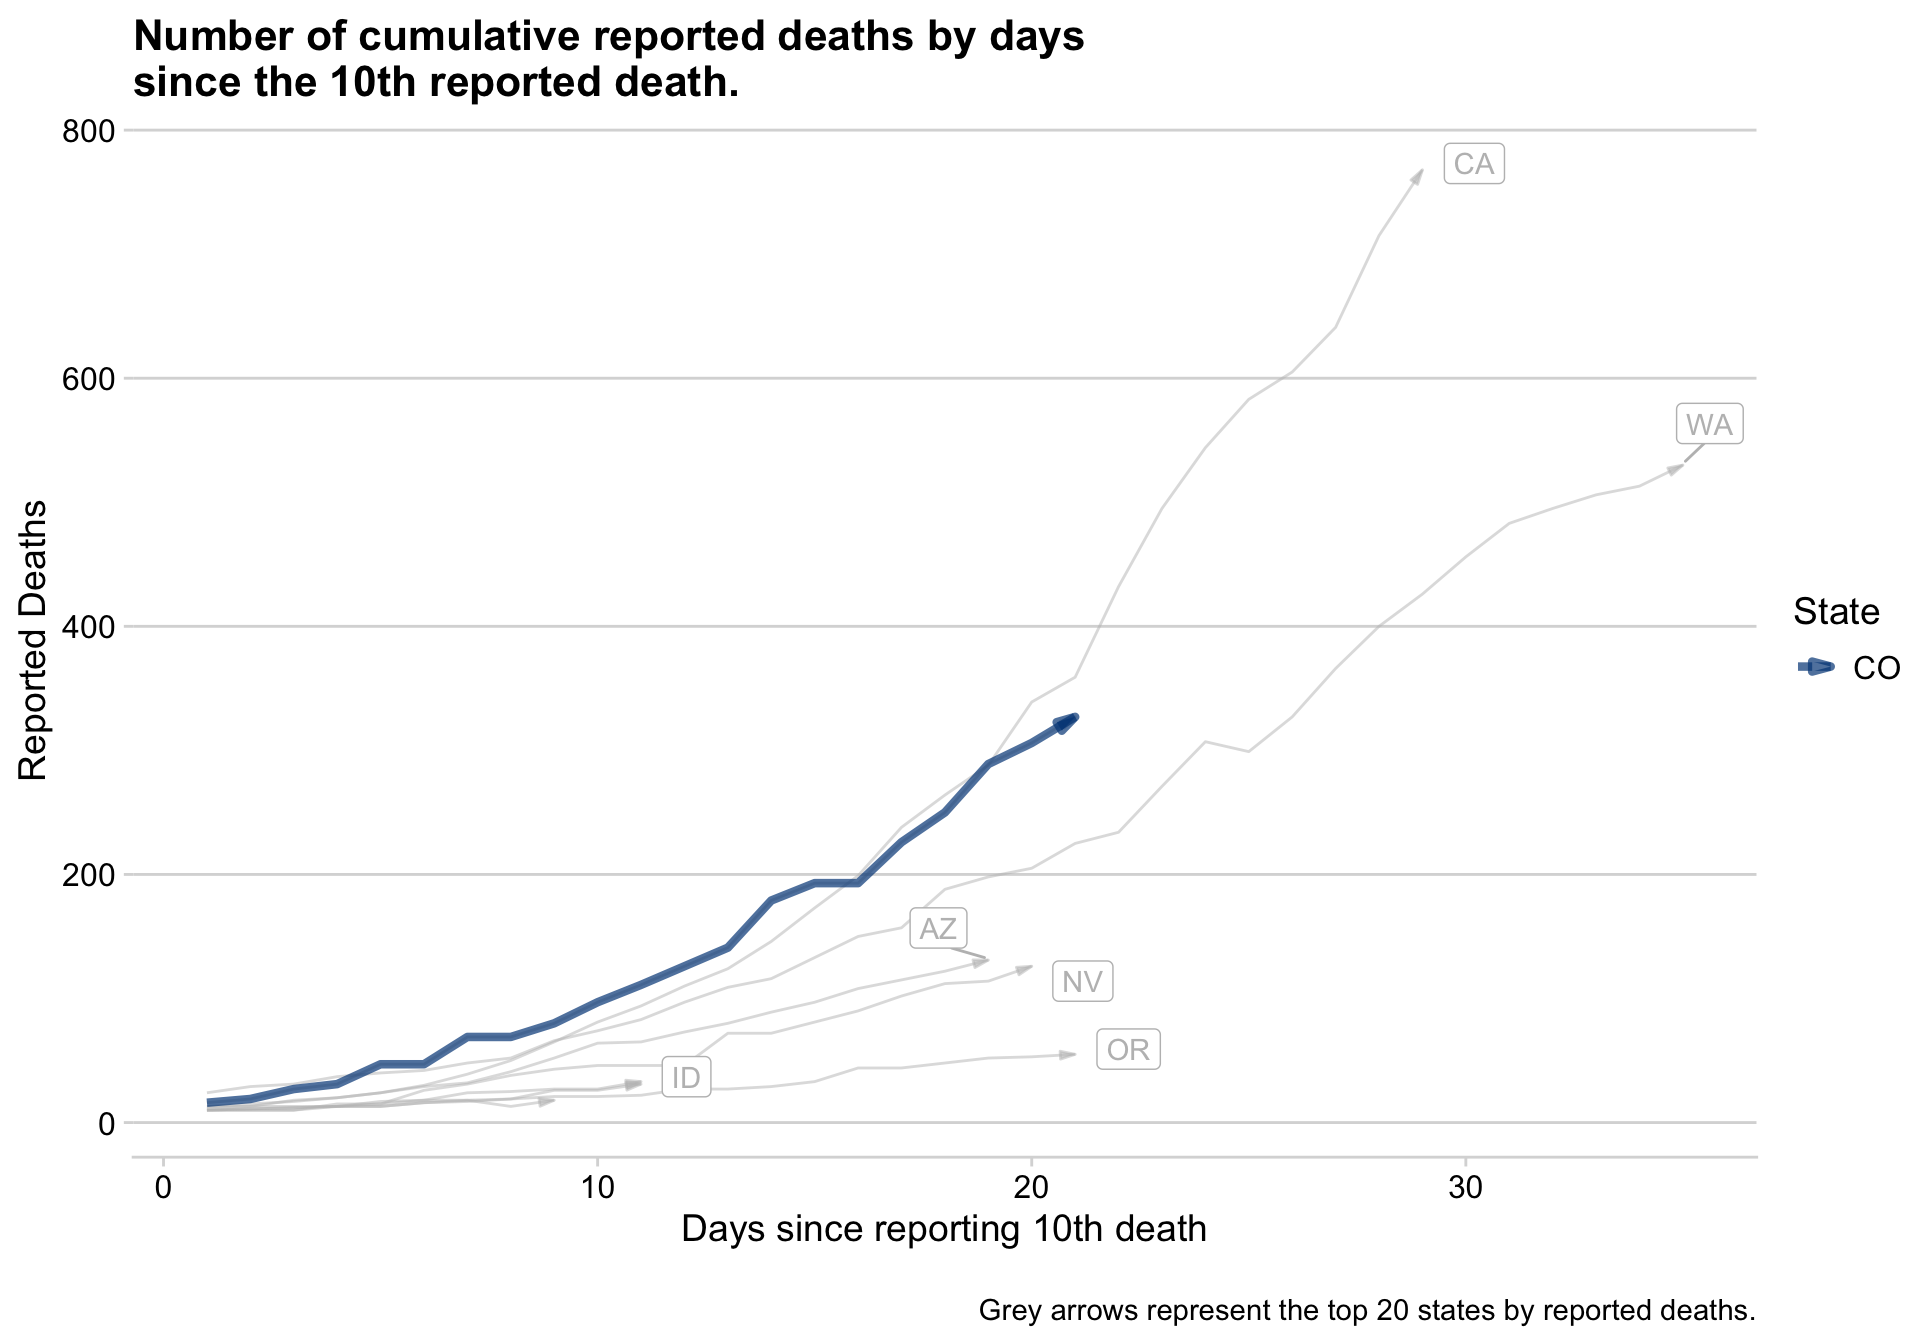 Number of cumulative reported deaths by days
since the 10th reported death.
800
600
400
200
0
Reported Deaths
CA
WA
AZ
NV
OR
ID
State
CO
0 10 20 30
Days since reporting 10th death
Grey arrows represent the top 20 states by reported deaths.